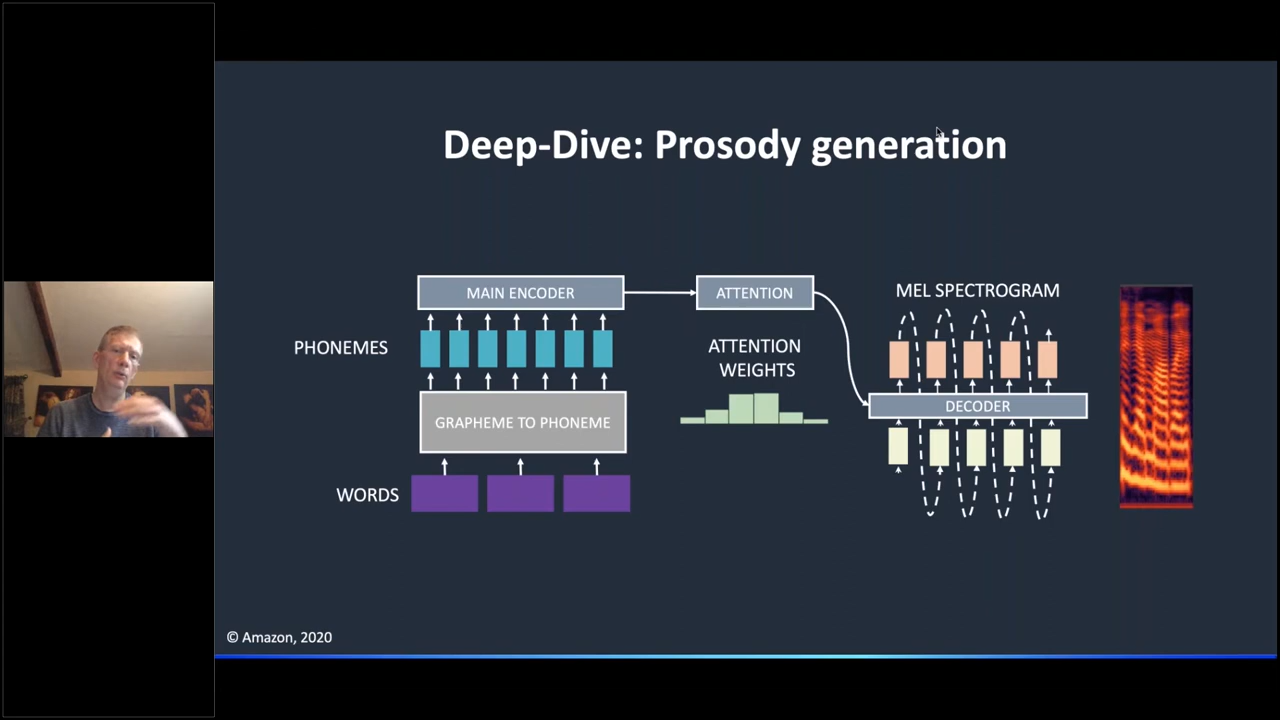 Deep-Dive: Prosody generation
MAIN ENCODER
ATTENTION
MEL SPECTROGRAM
PHONEMES
ATTENTION
WEIGHTS
DECODER
GRAPHEME TO PHONEME
WORDS
© Amazon, 2020